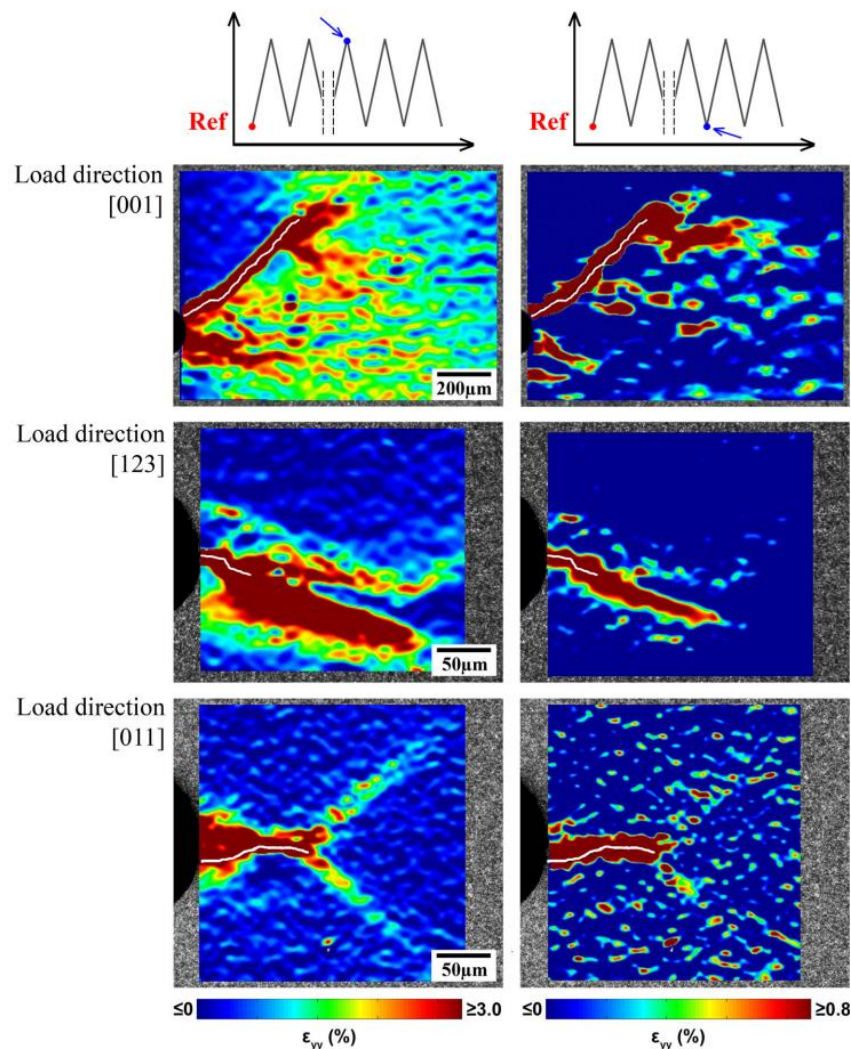 Ref
Ref
Load direction
[001]
200μm
Load direction
[123]
50μm
Load direction
[011]
50μm
≤0
≥3.0
≤0
≥0.8
εyy (%)
εyy (%)